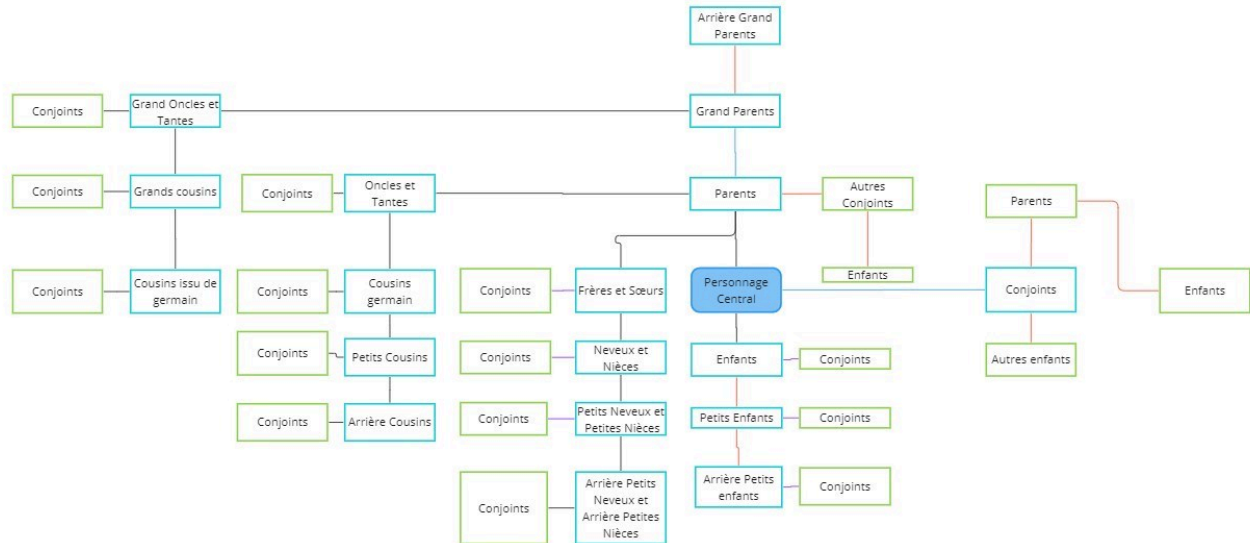 Arrière Grand
Parents
Conjoints
Grand Oncles et
Tantes
Grand Parents
Conjoints
Grands cousins
Conjoints
Oncles et
Tantes
Parents
Autres
Conjoints
Parents
Enfants
Conjoints
Cousins issu de
germain
Conjoints
Cousins
germain
Conjoints
Frères et Sœurs
Personnage
Central
Conjoints
Enfants
Conjoints
Petits Cousins
Conjoints
Neveux et
Nièces
Enfants
Conjoints
Autres enfants
Conjoints
Arrière Cousins
Conjoints
Petits Neveux et
Petites Nièces
Petits Enfants
Conjoints
Conjoints
Arrière Petits
Neveux et
Arrière Petites
Nièces
Arrière Petits
enfants
Conjoints